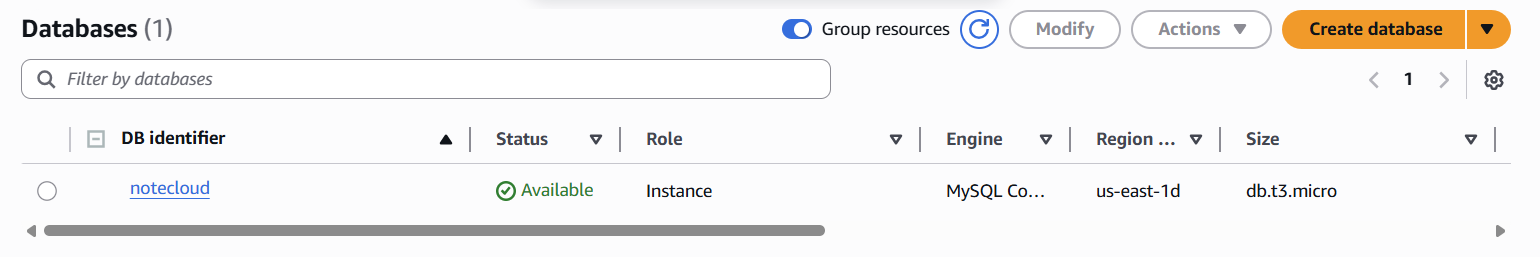 Databases (1)
Group resources
Modify
Actions
Create database
Filter by databases
1
DB identifier Status Role Engine Region ... Size
notecloud Available Instance MySQL Co... us-east-1d db.t3.micro